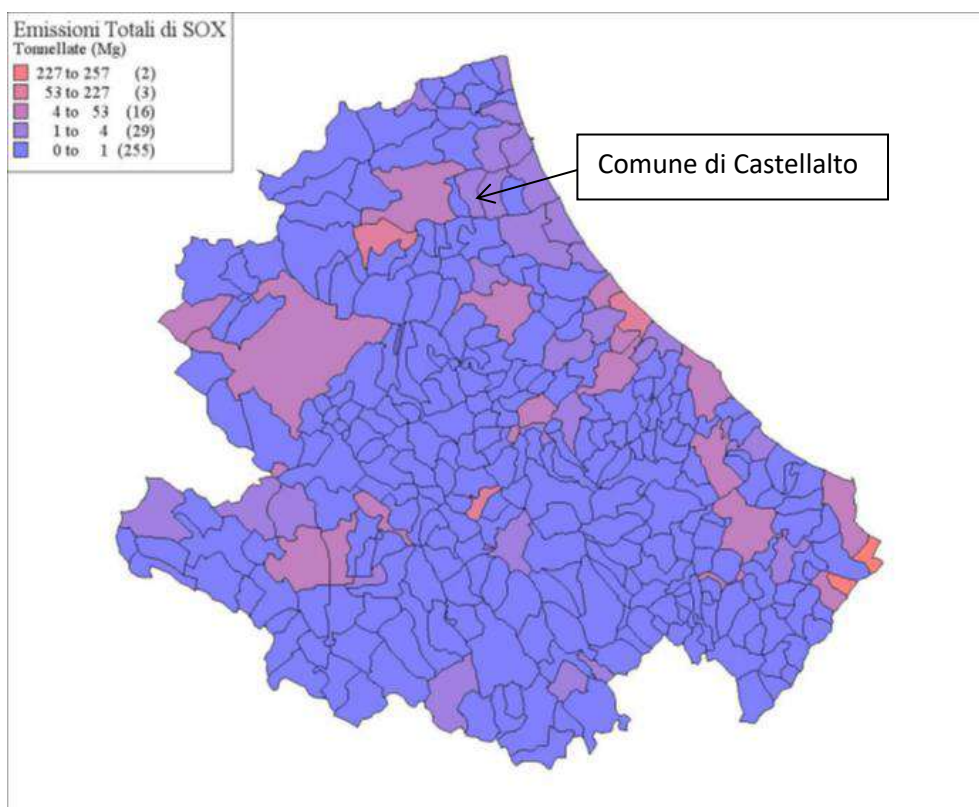 Emissioni Totali di SOX
Tonnellate (Mg)
227 to 257 (2)
53 to 227 (3)
4 to 53 (16)
1 to 4 (29)
0 to 1 (255)
Comune di Castellalto